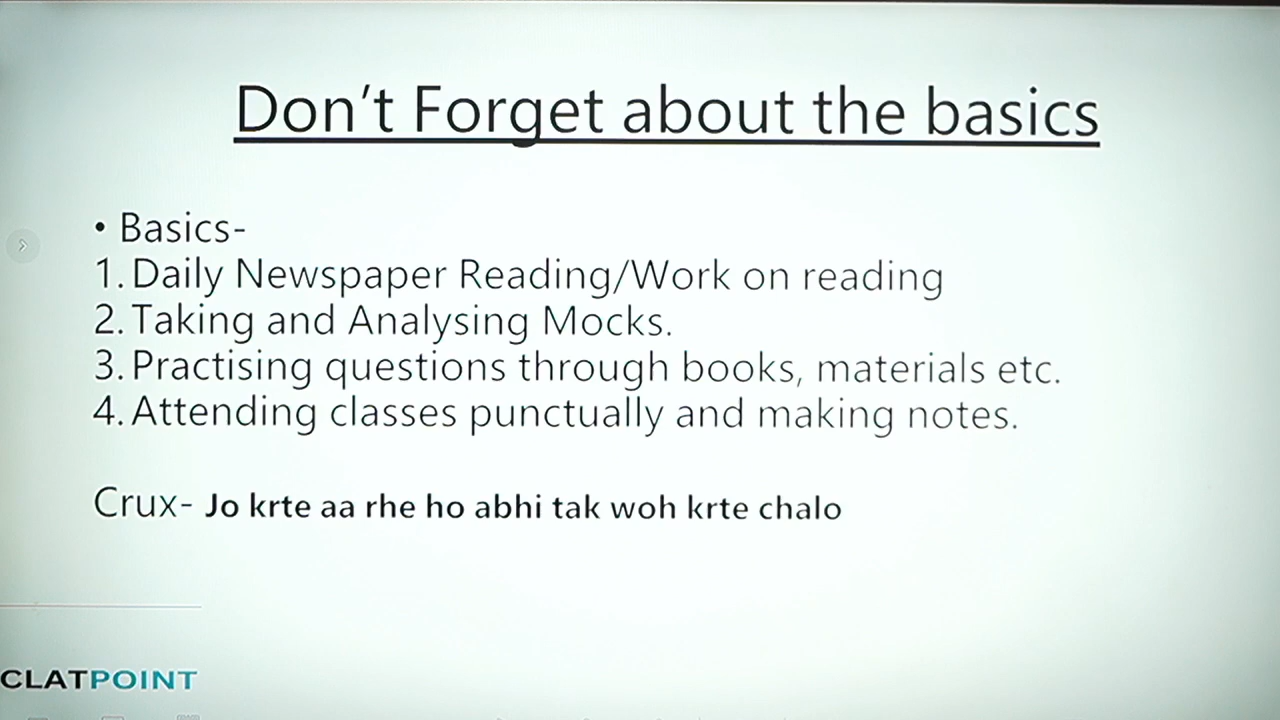 Don't Forget about the basics
• Basics-
1. Daily Newspaper Reading/Work on reading
2. Taking and Analysing Mocks.
3. Practising questions through books, materials etc.
4. Attending classes punctually and making notes.
Crux- Jo krte aa rhe ho abhi tak woh krte chalo
CLATPOINT